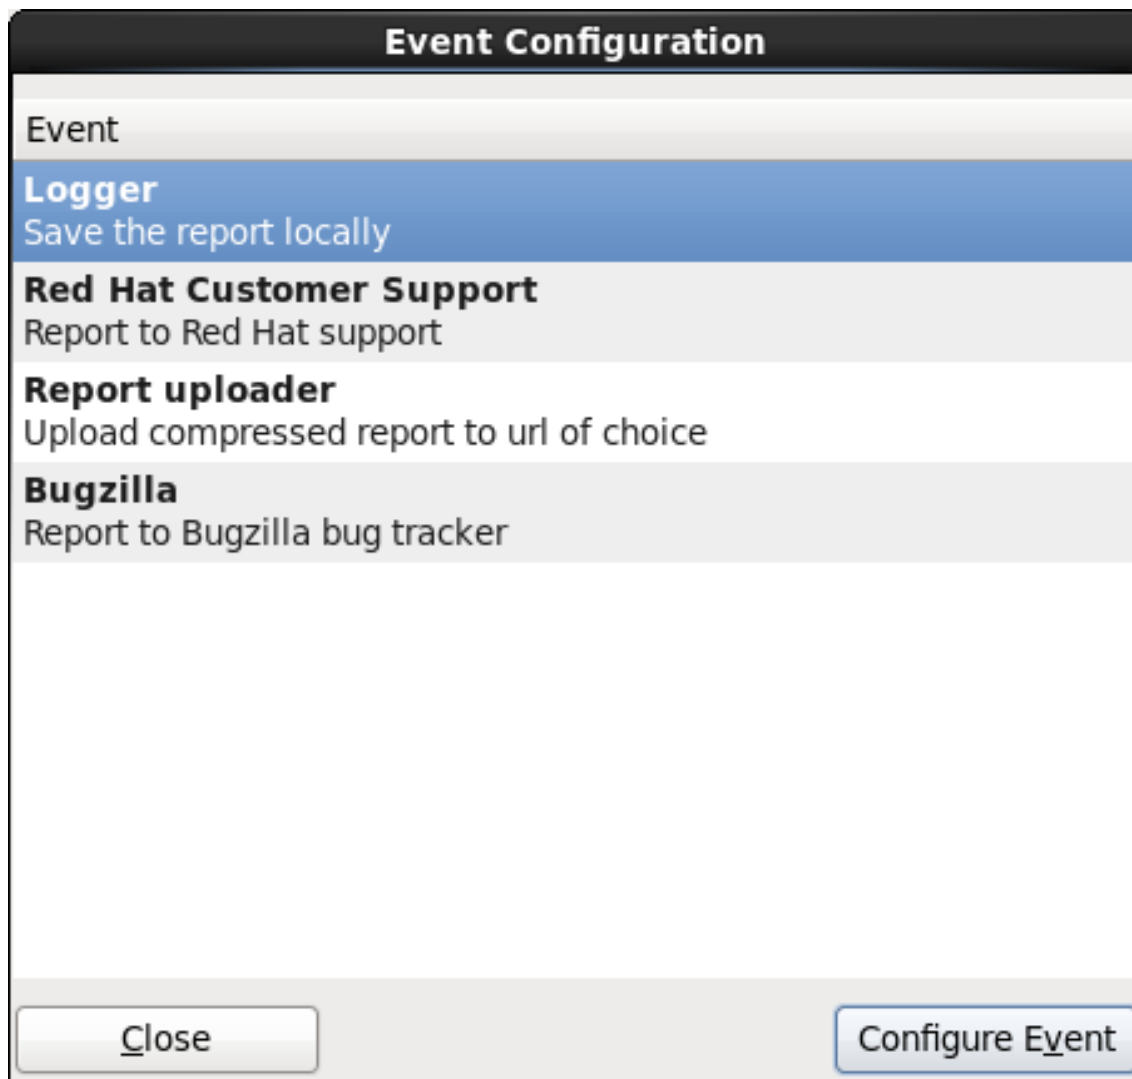 Event Configuration
Event
Logger
Save the report locally
Red Hat Customer Support
Report to Red Hat support
Report uploader
Upload compressed report to url of choice
Bugzilla
Report to Bugzilla bug tracker
Close
Configure Event